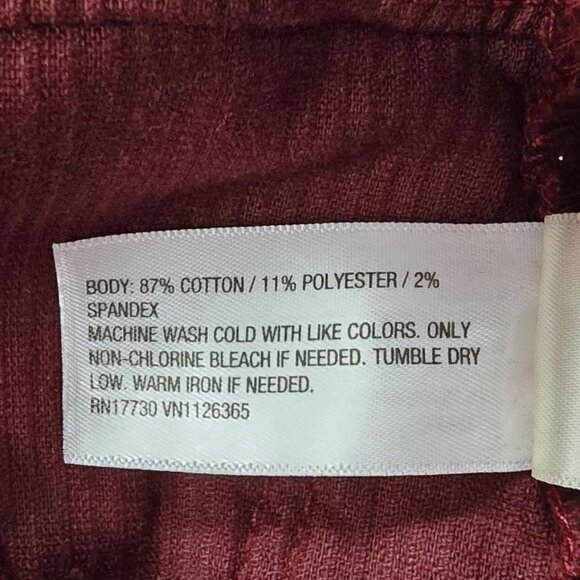 BODY: 87% COTTON / 11% POLYESTER / 2%
SPANDEX
MACHINE WASH COLD WITH LIKE COLORS. ONLY
NON-CHLORINE BLEACH IF NEEDED. TUMBLE DRY
LOW. WARM IRON IF NEEDED.
RN17730 VN1126365